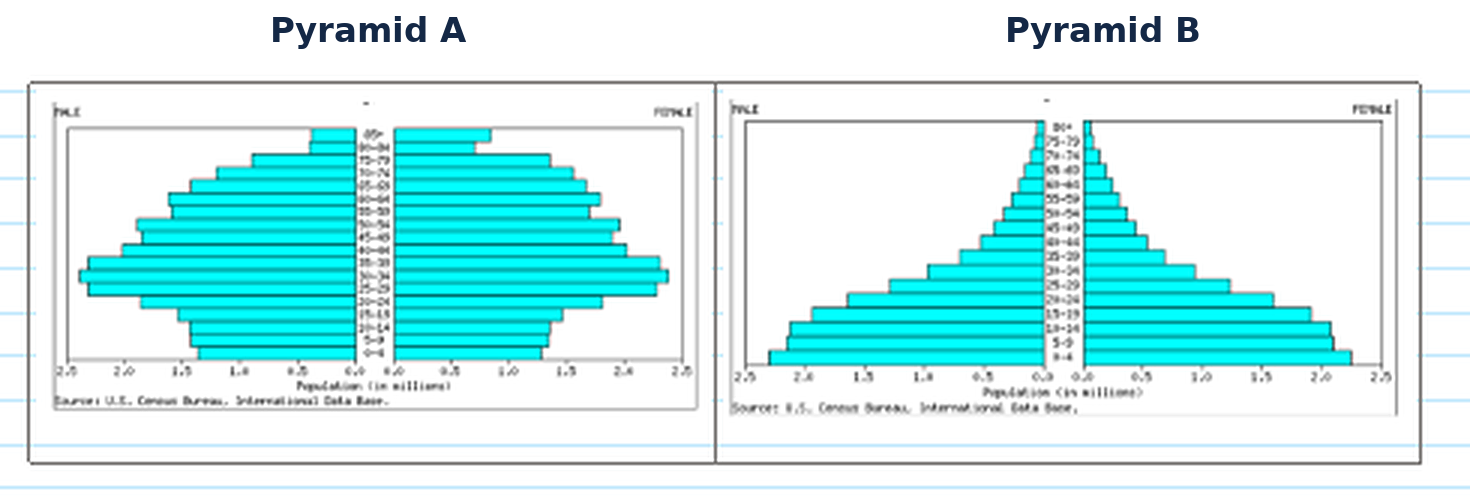 Pyramid A
Pyramid B
MALE
FEMALE
85+
80-84
75-79
70-74
65-69
60-64
55-59
50-54
45-49
40-44
35-39
30-34
25-29
20-24
15-19
10-14
5-9
0-4
2.5 2.0 1.5 1.0 0.5 0.0 0.0 0.5 1.0 1.5 2.0 2.5
Population (in millions)
Source: U.S. Census Bureau, International Data Base.
MALE
FEMALE
80+
75-79
70-74
65-69
60-64
55-59
50-54
45-49
40-44
35-39
30-34
25-29
20-24
15-19
10-14
5-9
0-4
2.5 2.0 1.5 1.0 0.5 0.0 0.0 0.5 1.0 1.5 2.0 2.5
Population (in millions)
Source: U.S. Census Bureau, International Data Base.